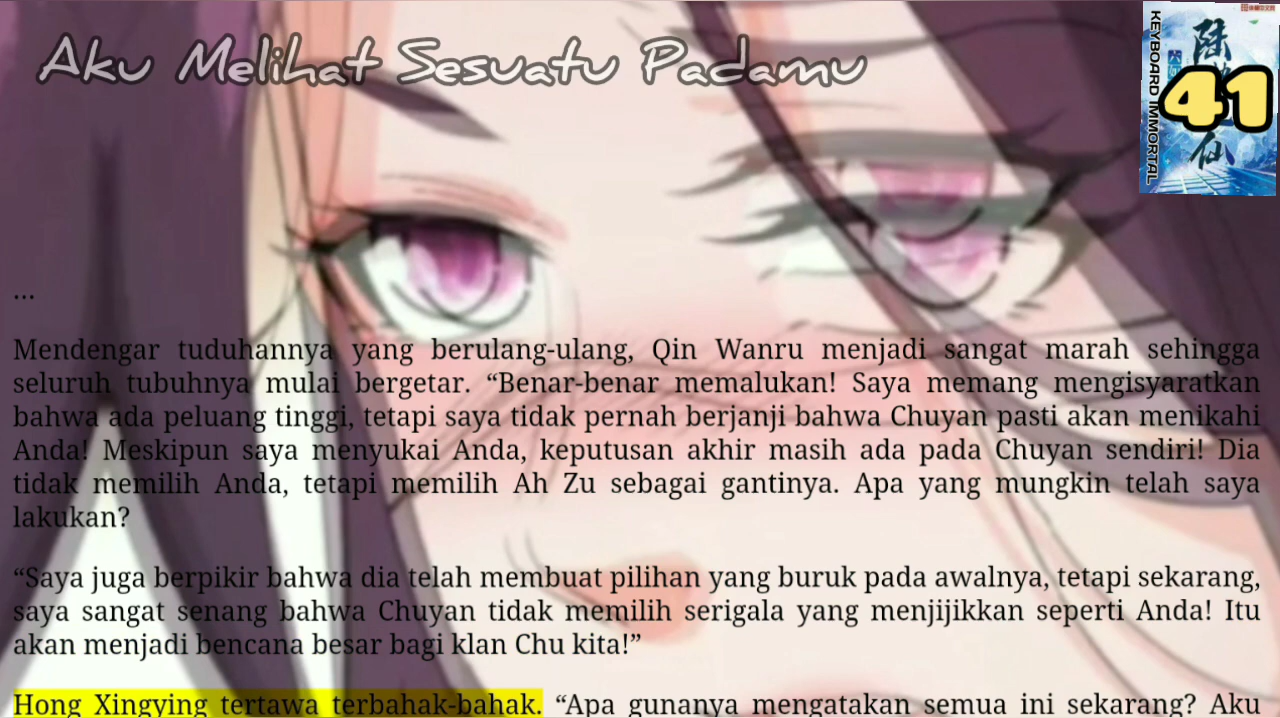 Aku Melihat Sesuatu Padamu
KEYBOARD IMMORTAL
41
仙
...
Mendengar tuduhannya yang berulang-ulang, Qin Wanru menjadi sangat marah sehingga
seluruh tubuhnya mulai bergetar. “Benar-benar memalukan! Saya memang mengisyaratkan
bahwa ada peluang tinggi, tetapi saya tidak pernah berjanji bahwa Chuyan pasti akan menikahi
Anda! Meskipun saya menyukai Anda, keputusan akhir masih ada pada Chuyan sendiri! Dia
tidak memilih Anda, tetapi memilih Ah Zu sebagai gantinya. Apa yang mungkin telah saya
lakukan?
“Saya juga berpikir bahwa dia telah membuat pilihan yang buruk pada awalnya, tetapi sekarang,
saya sangat senang bahwa Chuyan tidak memilih serigala yang menjijikkan seperti Anda! Itu
akan menjadi bencana besar bagi klan Chu kita!”
Hong Xingying tertawa terbahak-bahak. “Apa gunanya mengatakan semua ini sekarang? Aku